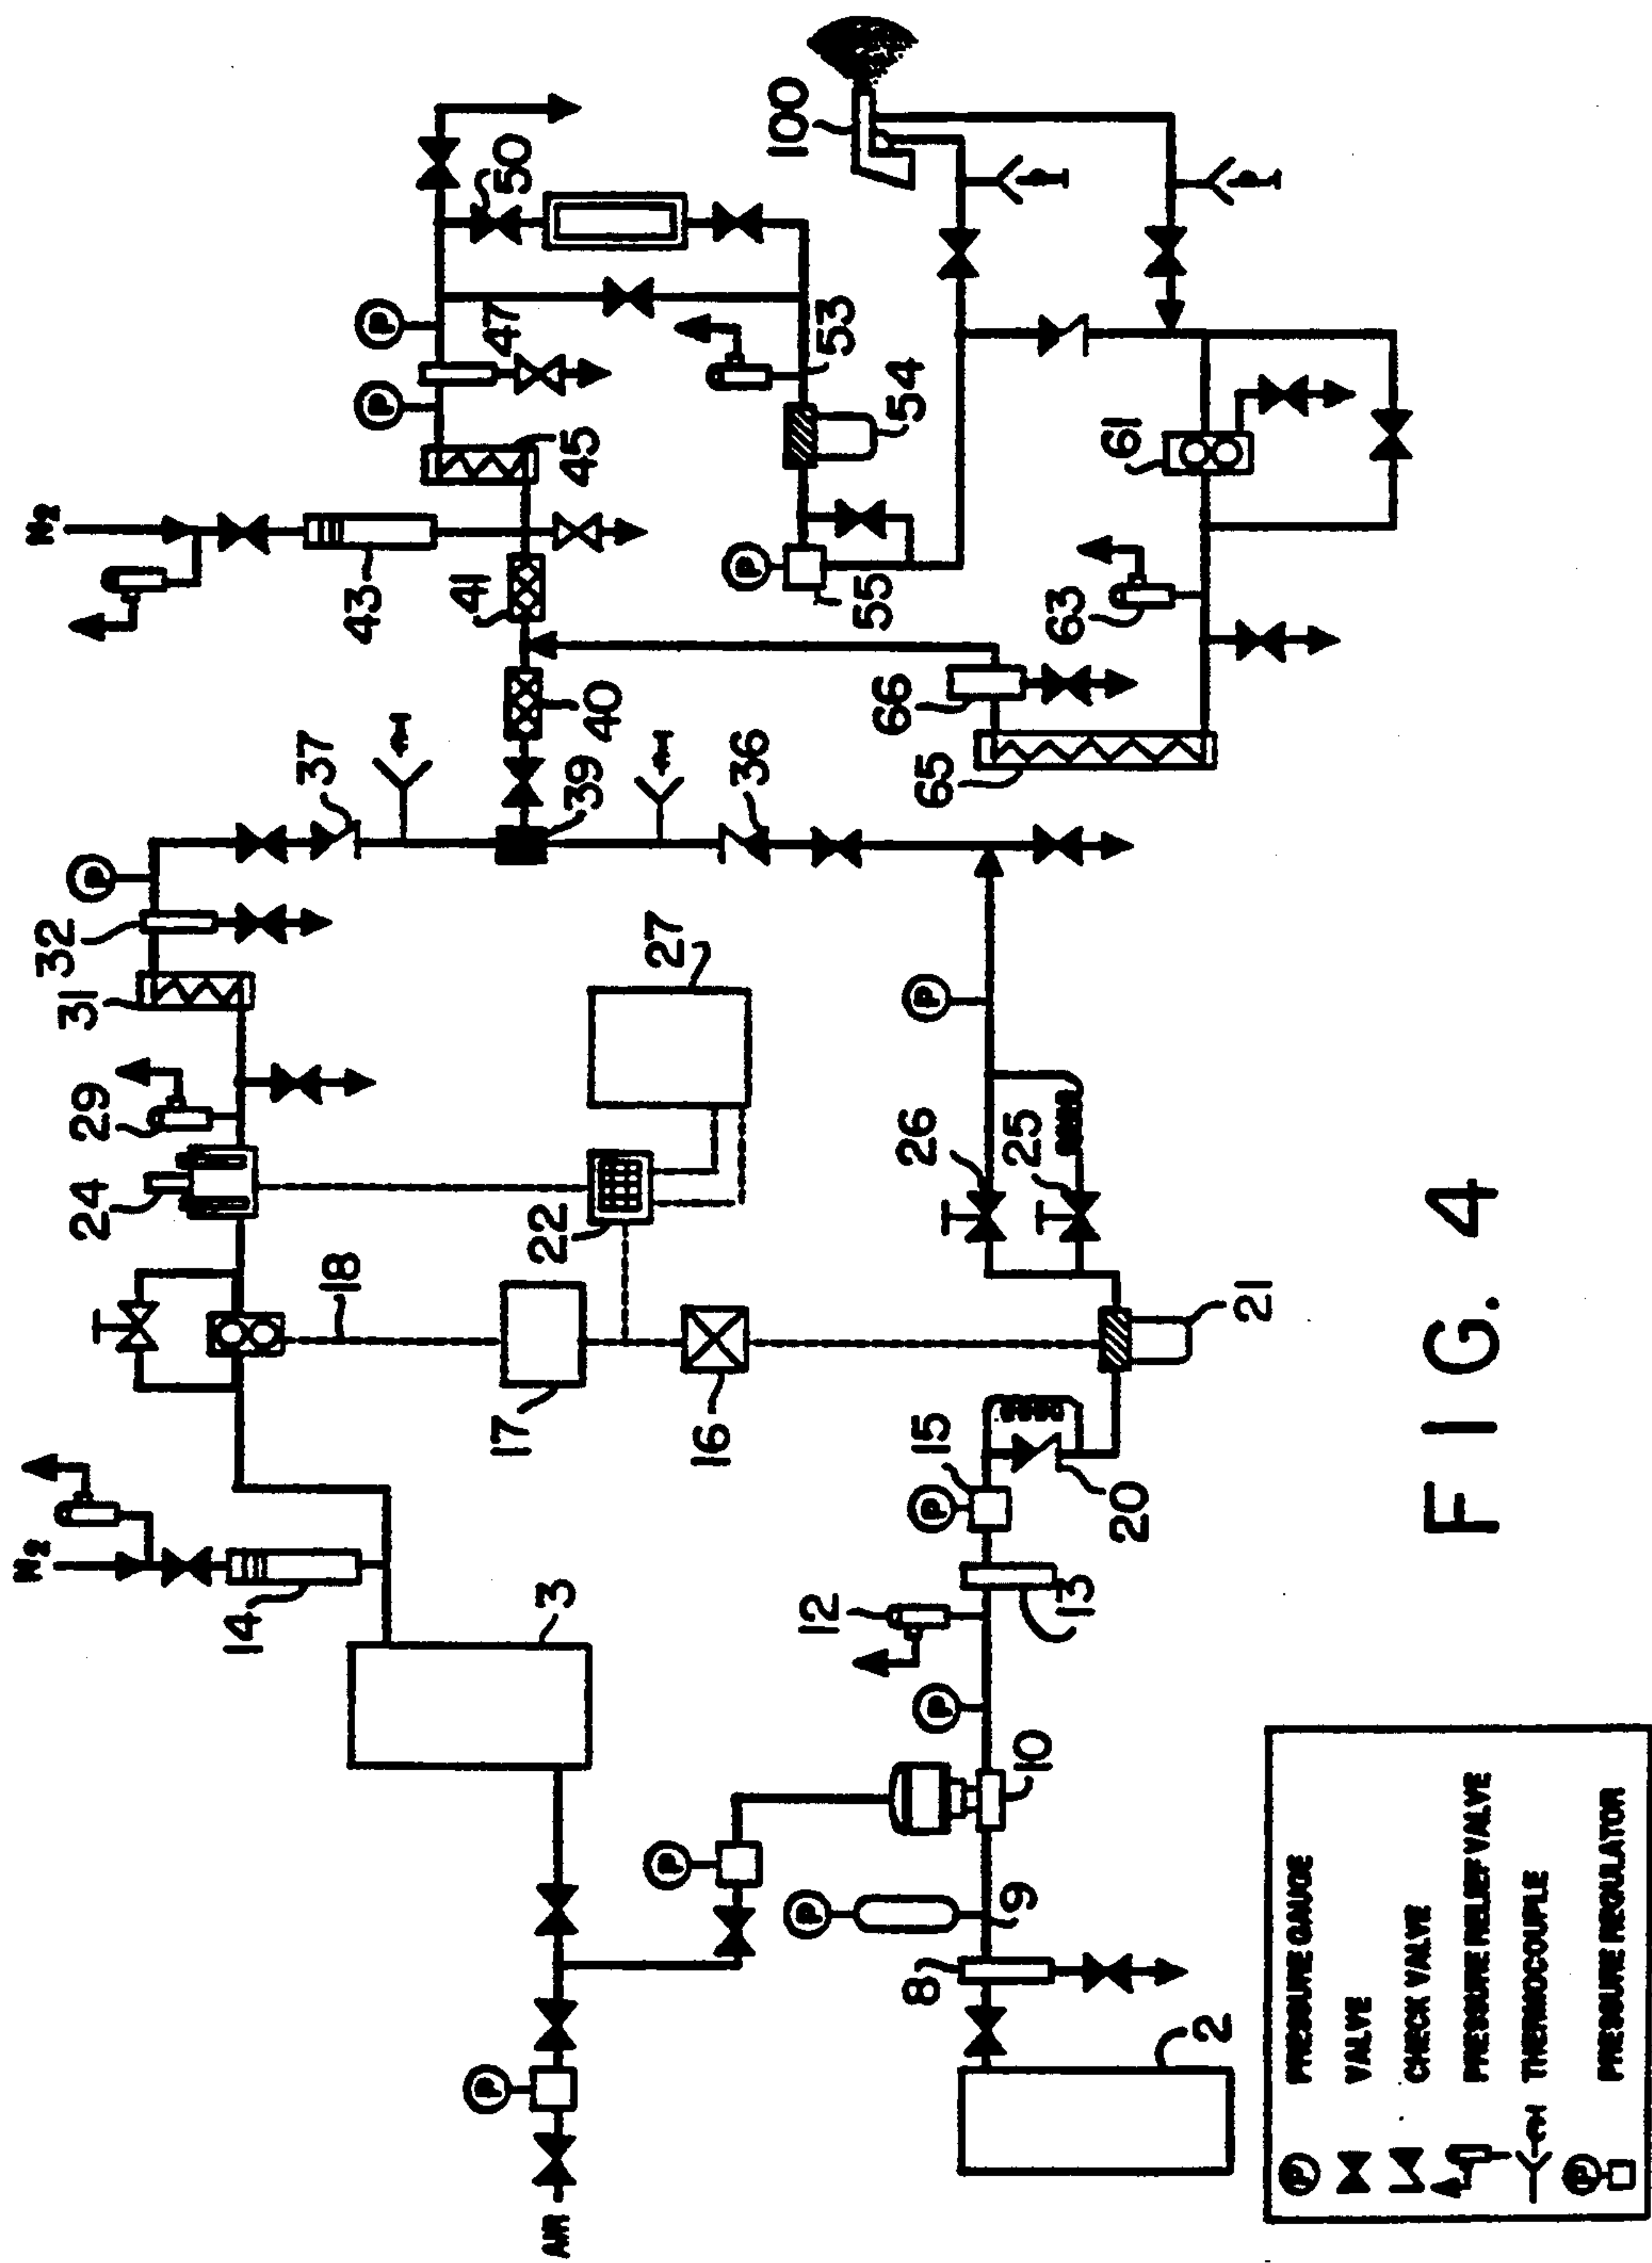 AIR
3
14
N₂
18
24
29
31
32
37
17
16
22
27
39
36
40
41
43
N₂
45
47
50
53
54
55
100
61
63
65
66
2
8
9
10
12
13
15
20
21
26
25
P
P
P
P
P
P
P
P
P
P
FIG. 4
P PRESSURE GAUGE
VALVE
CHECK VALVE
PRESSURE RELIEF VALVE
THERMOCOUPLE
P PRESSURE REGULATOR